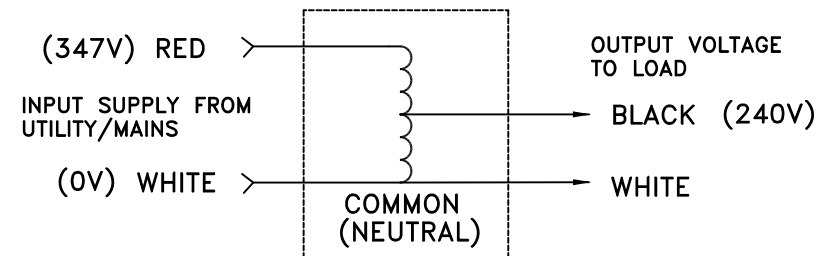 (347V) RED
INPUT SUPPLY FROM
UTILITY/MAINS
(0V) WHITE
COMMON
(NEUTRAL)
OUTPUT VOLTAGE
TO LOAD
BLACK (240V)
WHITE